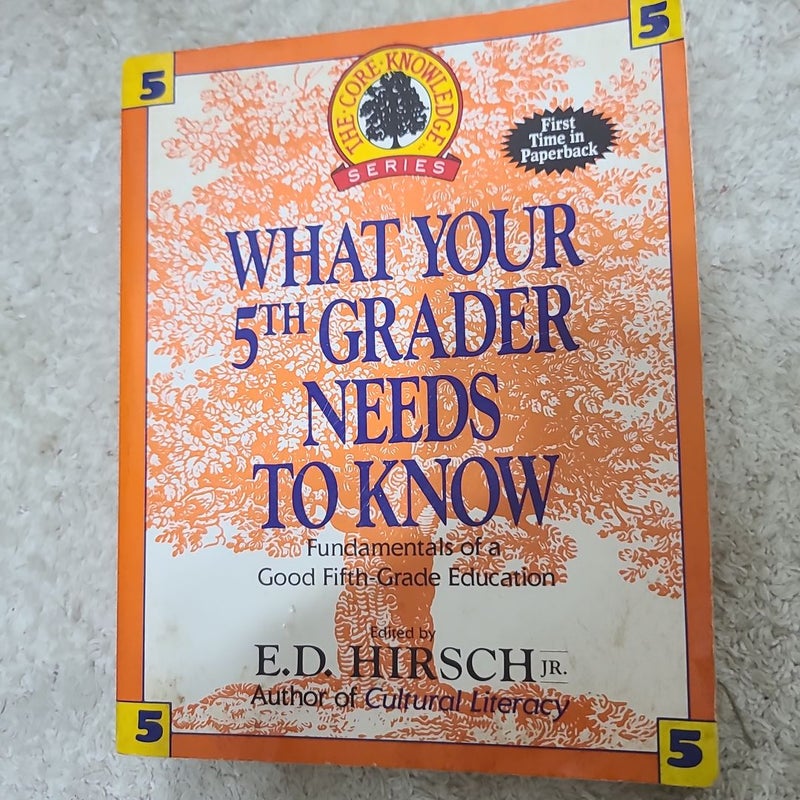 5
5
THE · CORE · KNOWLEDGE
SERIES
First
Time in
Paperback
WHAT YOUR
5TH GRADER
NEEDS
TO KNOW
Fundamentals of a
Good Fifth-Grade Education
Edited by
E.D. HIRSCH JR.
Author of Cultural Literacy
5
5